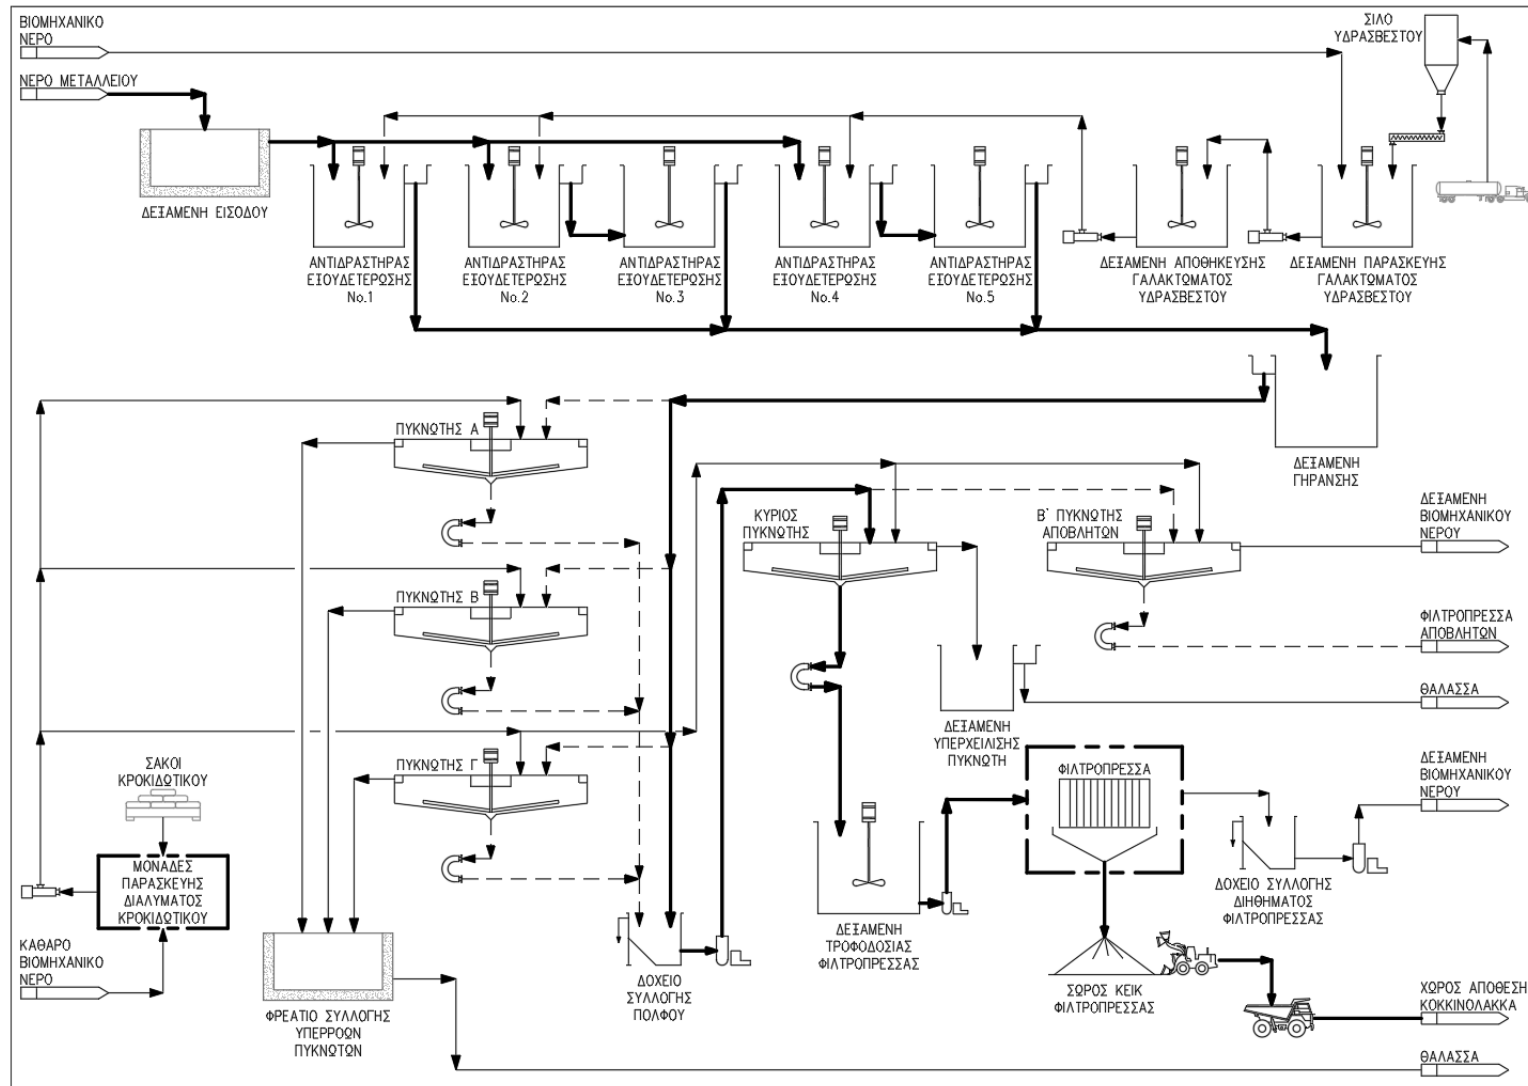 ΒΙΟΜΗΧΑΝΙΚΟ
ΝΕΡΟ
ΣΙΛΟ
ΥΔΡΑΣΒΕΣΤΟΥ
ΝΕΡΟ ΜΕΤΑΛΛΕΙΟΥ
ΔΕΞΑΜΕΝΗ ΕΙΣΟΔΟΥ
ΑΝΤΙΔΡΑΣΤΗΡΑΣ
ΕΞΟΥΔΕΤΕΡΩΣΗΣ
No.1
ΑΝΤΙΔΡΑΣΤΗΡΑΣ
ΕΞΟΥΔΕΤΕΡΩΣΗΣ
No.2
ΑΝΤΙΔΡΑΣΤΗΡΑΣ
ΕΞΟΥΔΕΤΕΡΩΣΗΣ
No.3
ΑΝΤΙΔΡΑΣΤΗΡΑΣ
ΕΞΟΥΔΕΤΕΡΩΣΗΣ
No.4
ΑΝΤΙΔΡΑΣΤΗΡΑΣ
ΕΞΟΥΔΕΤΕΡΩΣΗΣ
No.5
ΔΕΞΑΜΕΝΗ ΑΠΟΘΗΚΕΥΣΗΣ
ΓΑΛΑΚΤΩΜΑΤΟΣ
ΥΔΡΑΣΒΕΣΤΟΥ
ΔΕΞΑΜΕΝΗ ΠΑΡΑΣΚΕΥΗΣ
ΓΑΛΑΚΤΩΜΑΤΟΣ
ΥΔΡΑΣΒΕΣΤΟΥ
ΔΕΞΑΜΕΝΗ
ΓΗΡΑΝΣΗΣ
ΠΥΚΝΩΤΗΣ Α
ΚΥΡΙΟΣ
ΠΥΚΝΩΤΗΣ
Β' ΠΥΚΝΩΤΗΣ
ΑΠΟΒΛΗΤΩΝ
ΔΕΞΑΜΕΝΗ
ΒΙΟΜΗΧΑΝΙΚΟΥ
ΝΕΡΟΥ
ΠΥΚΝΩΤΗΣ Β
ΦΙΛΤΡΟΠΡΕΣΣΑ
ΑΠΟΒΛΗΤΩΝ
ΘΑΛΑΣΣΑ
ΔΕΞΑΜΕΝΗ
ΥΠΕΡΧΕΙΛΙΣΗΣ
ΠΥΚΝΩΤΗ
ΔΕΞΑΜΕΝΗ
ΒΙΟΜΗΧΑΝΙΚΟΥ
ΝΕΡΟΥ
ΣΑΚΟΙ
ΚΡΟΚΙΔΩΤΙΚΟΥ
ΠΥΚΝΩΤΗΣ Γ
ΦΙΛΤΡΟΠΡΕΣΣΑ
ΜΟΝΑΔΕΣ
ΠΑΡΑΣΚΕΥΗΣ
ΔΙΑΛΥΜΑΤΟΣ
ΚΡΟΚΙΔΩΤΙΚΟΥ
ΔΟΧΕΙΟ ΣΥΛΛΟΓΗΣ
ΔΙΗΘΗΜΑΤΟΣ
ΦΙΛΤΡΟΠΡΕΣΣΑΣ
ΚΑΘΑΡΟ
ΒΙΟΜΗΧΑΝΙΚΟ
ΝΕΡΟ
ΔΕΞΑΜΕΝΗ
ΤΡΟΦΟΔΟΣΙΑΣ
ΦΙΛΤΡΟΠΡΕΣΣΑΣ
ΔΟΧΕΙΟ
ΣΥΛΛΟΓΗΣ
ΠΟΛΦΟΥ
ΣΩΡΟΣ ΚΕΙΚ
ΦΙΛΤΡΟΠΡΕΣΣΑΣ
ΧΩΡΟΣ ΑΠΟΘΕΣΗ
ΚΟΚΚΙΝΟΛΑΚΚΑ
ΦΡΕΑΤΙΟ ΣΥΛΛΟΓΗΣ
ΥΠΕΡΡΟΩΝ
ΠΥΚΝΩΤΩΝ
ΘΑΛΑΣΣΑ